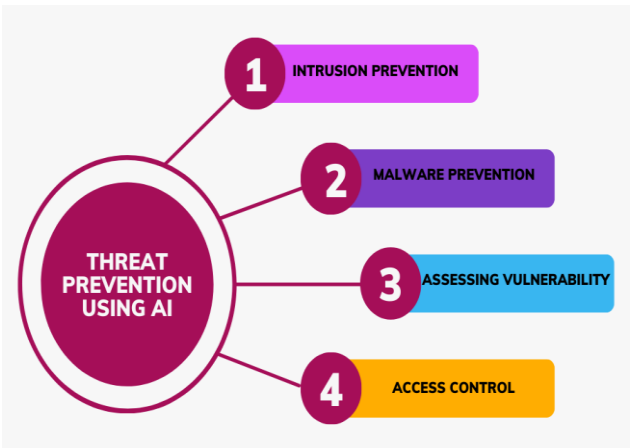 1
INTRUSION PREVENTION
2
MALWARE PREVENTION
THREAT
PREVENTION
USING AI
3
ASSESSING VULNERABILITY
4
ACCESS CONTROL